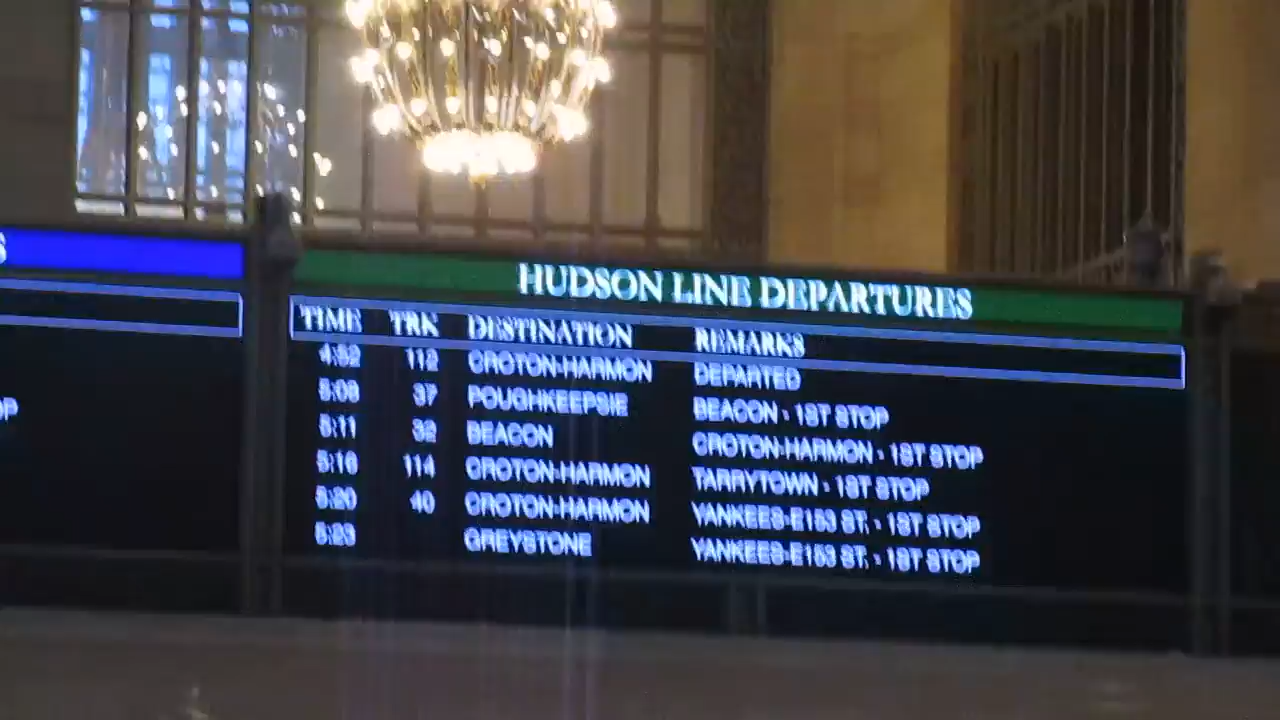 S
OP
HUDSON LINE DEPARTURES
TIME TRK DESTINATION REMARKS
4:52 112 CROTON-HARMON DEPARTED
5:08 37 POUGHKEEPSIE BEACON - 1ST STOP
5:11 32 BEACON CROTON-HARMON - 1ST STOP
5:16 114 CROTON-HARMON TARRYTOWN - 1ST STOP
5:20 40 CROTON-HARMON YANKEES-E153 ST. - 1ST STOP
5:23 GREYSTONE YANKEES-E153 ST. - 1ST STOP